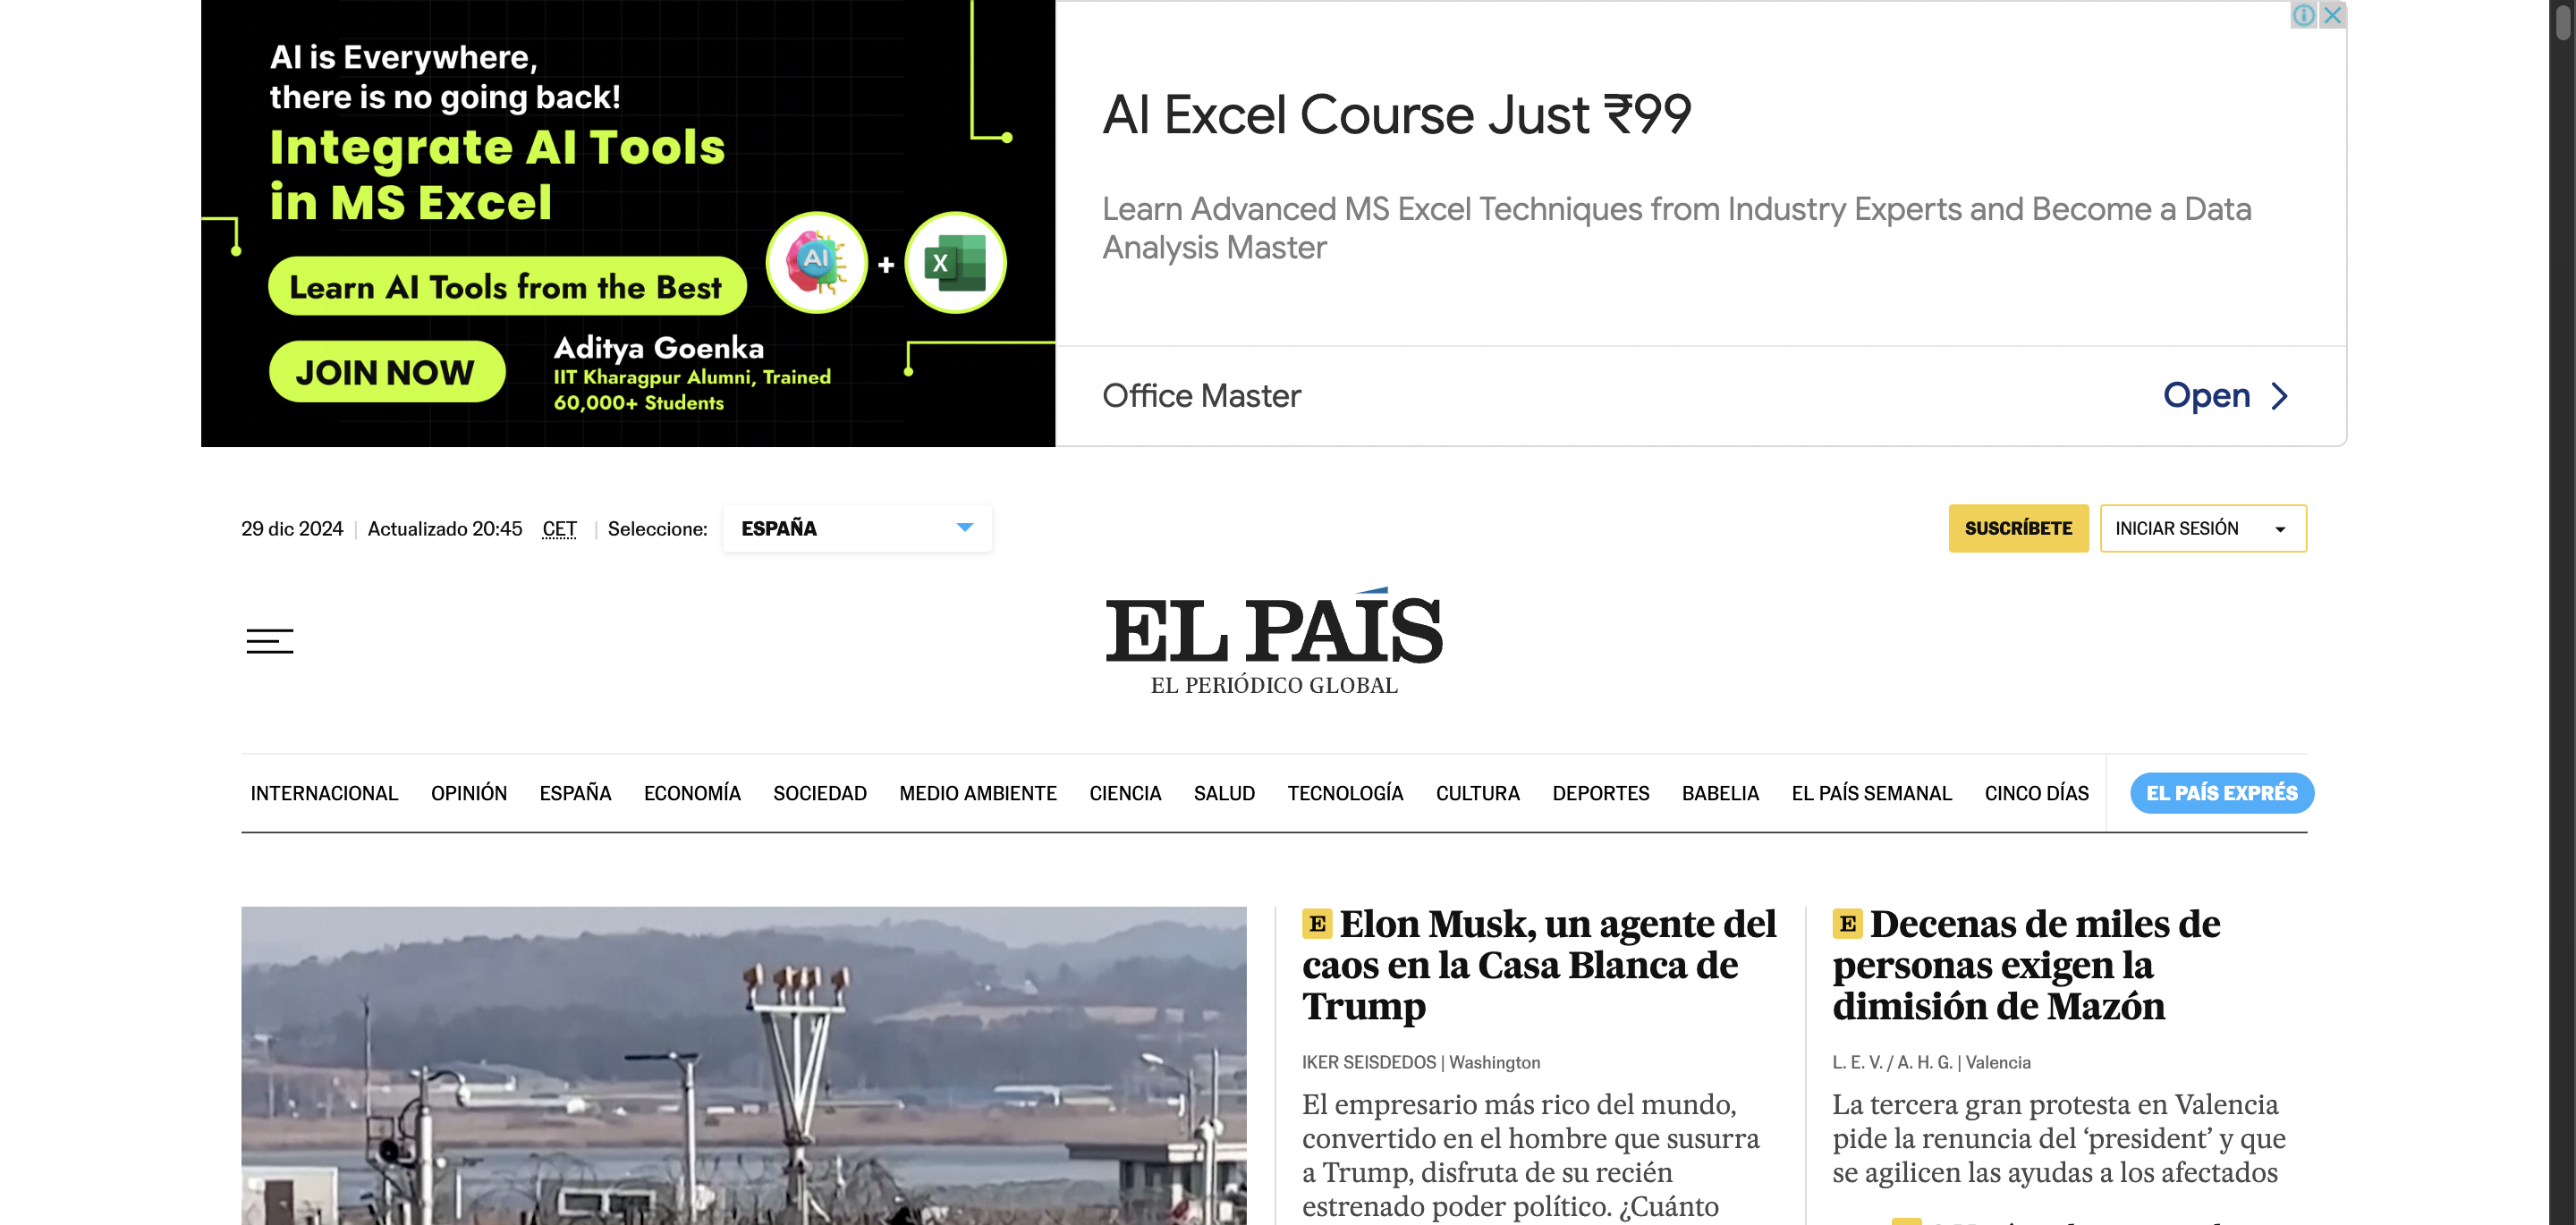 AI is Everywhere,
there is no going back!
Integrate AI Tools
in MS Excel
Learn AI Tools from the Best
AI
+
X
JOIN NOW
Aditya Goenka
IIT Kharagpur Alumni, Trained
60,000+ Students
AI Excel Course Just ₹99
Learn Advanced MS Excel Techniques from Industry Experts and Become a Data
Analysis Master
Office Master
Open
29 dic 2024 | Actualizado 20:45 CET | Seleccione: ESPAÑA
SUSCRÍBETE
INICIAR SESIÓN
EL PAÍS
EL PERIÓDICO GLOBAL
INTERNACIONAL OPINIÓN ESPAÑA ECONOMÍA SOCIEDAD MEDIO AMBIENTE CIENCIA SALUD TECNOLOGÍA CULTURA DEPORTES BABELIA EL PAÍS SEMANAL CINCO DÍAS EL PAÍS EXPRÉS
E Elon Musk, un agente del
caos en la Casa Blanca de
Trump
IKER SEISDEDOS | Washington
El empresario más rico del mundo,
convertido en el hombre que susurra
a Trump, disfruta de su recién
estrenado poder político. ¿Cuánto
E Decenas de miles de
personas exigen la
dimisión de Mazón
L. E. V. / A. H. G. | Valencia
La tercera gran protesta en Valencia
pide la renuncia del ‘president’ y que
se agilicen las ayudas a los afectados